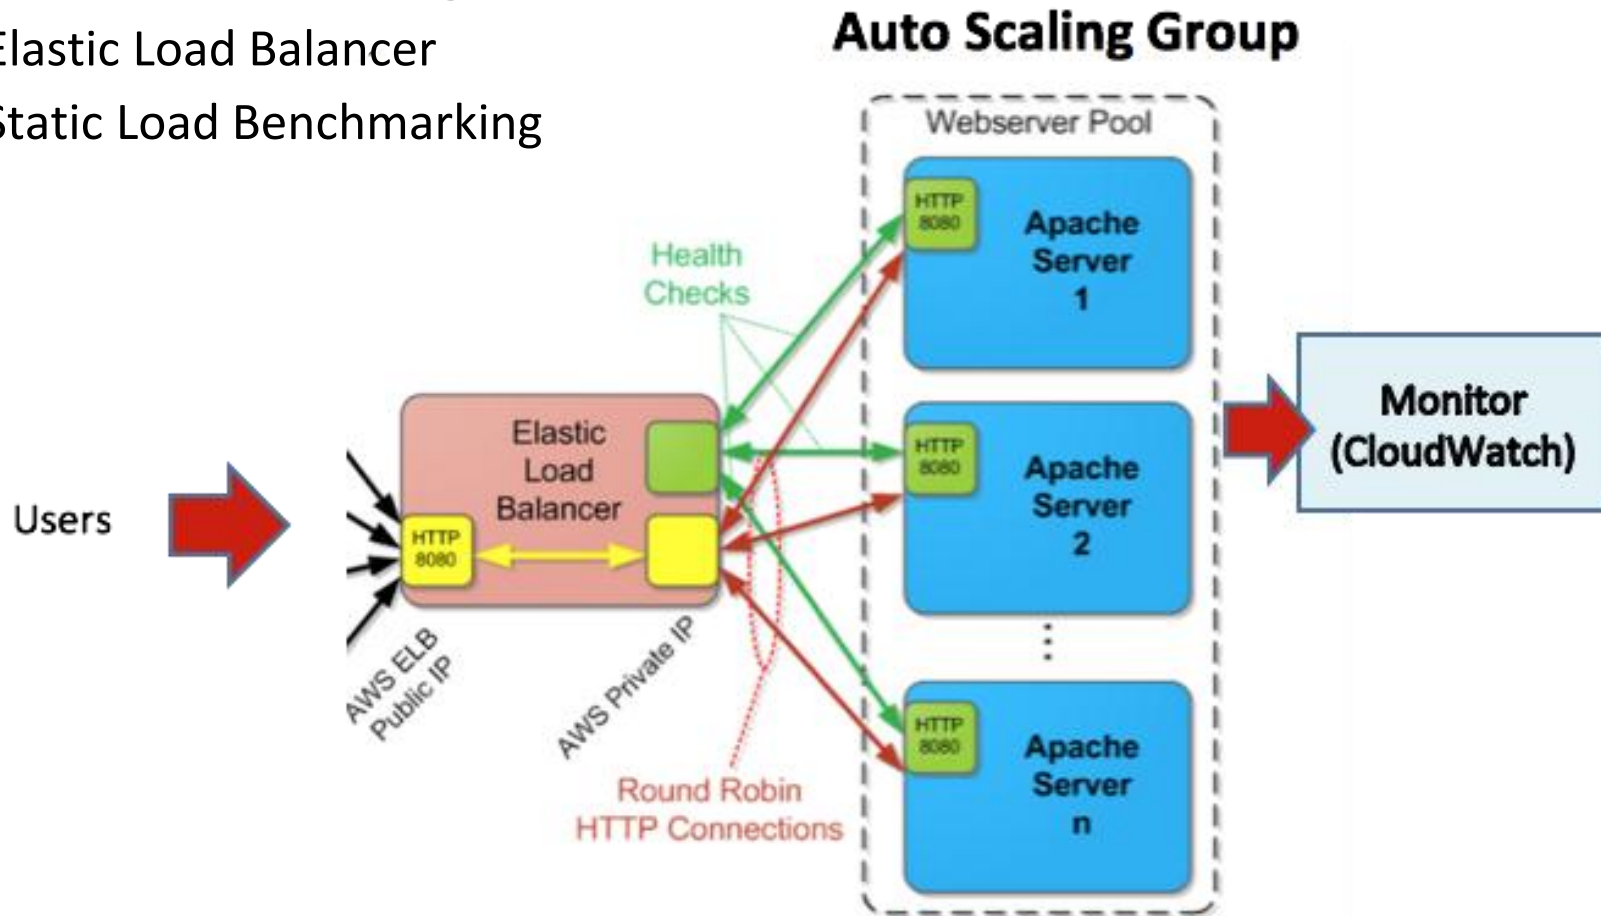 Elastic Load Balancer
Static Load Benchmarking
Auto Scaling Group
Webserver Pool
HTTP
8080
Apache
Server
1
Health
Checks
Elastic
Load
Balancer
HTTP
8080
Apache
Server
2
Monitor
(CloudWatch)
Users
HTTP
8080
AWS ELB
Public IP
AWS Private IP
HTTP
8080
Apache
Server
n
Round Robin
HTTP Connections